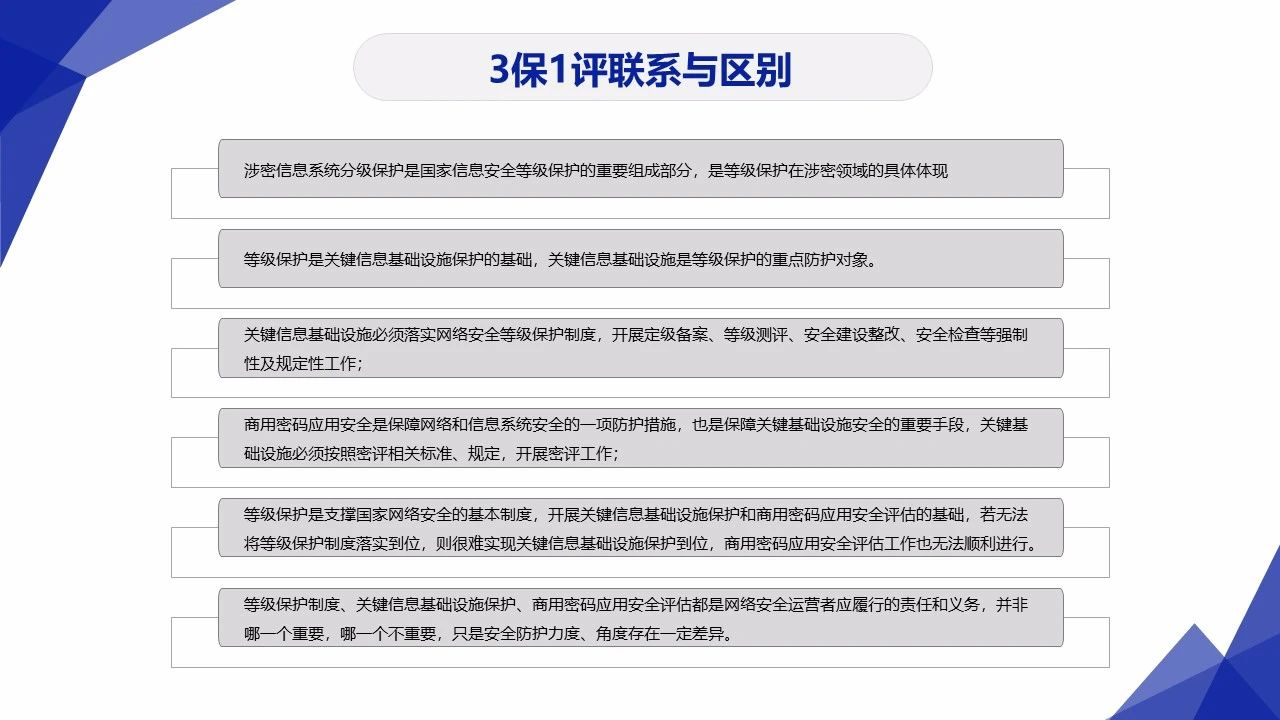 3保1评联系与区别
涉密信息系统分级保护是国家信息安全等级保护的重要组成部分，是等级保护在涉密领域的具体体现
等级保护是关键信息基础设施保护的基础，关键信息基础设施是等级保护的重点防护对象。
关键信息基础设施必须落实网络安全等级保护制度，开展定级备案、等级测评、安全建设整改、安全检查等强制
性及规定性工作；
商用密码应用安全是保障网络和信息系统安全的一项防护措施，也是保障关键基础设施安全的重要手段，关键基
础设施必须按照密评相关标准、规定，开展密评工作；
等级保护是支撑国家网络安全的基本制度，开展关键信息基础设施保护和商用密码应用安全评估的基础，若无法
将等级保护制度落实到位，则很难实现关键信息基础设施保护到位，商用密码应用安全评估工作也无法顺利进行。
等级保护制度、关键信息基础设施保护、商用密码应用安全评估都是网络安全运营者应履行的责任和义务，并非
哪一个重要，哪一个不重要，只是安全防护力度、角度存在一定差异。